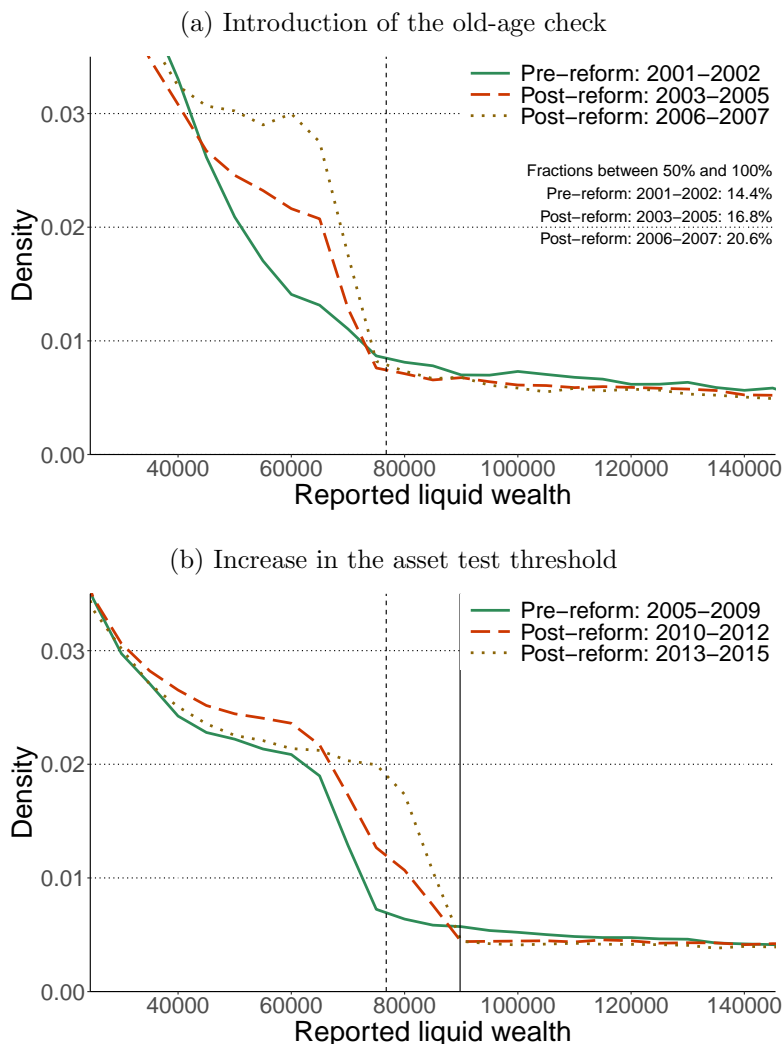 (a) Introduction of the old-age check
Pre−reform: 2001−2002
Post−reform: 2003−2005
Post−reform: 2006−2007
Fractions between 50% and 100%
Pre−reform: 2001−2002: 14.4%
Post−reform: 2003−2005: 16.8%
Post−reform: 2006−2007: 20.6%
Density
0.03
0.02
0.01
0.00
40000 60000 80000 100000 120000 140000
Reported liquid wealth
(b) Increase in the asset test threshold
Pre−reform: 2005−2009
Post−reform: 2010−2012
Post−reform: 2013−2015
Density
0.03
0.02
0.01
0.00
40000 60000 80000 100000 120000 140000
Reported liquid wealth